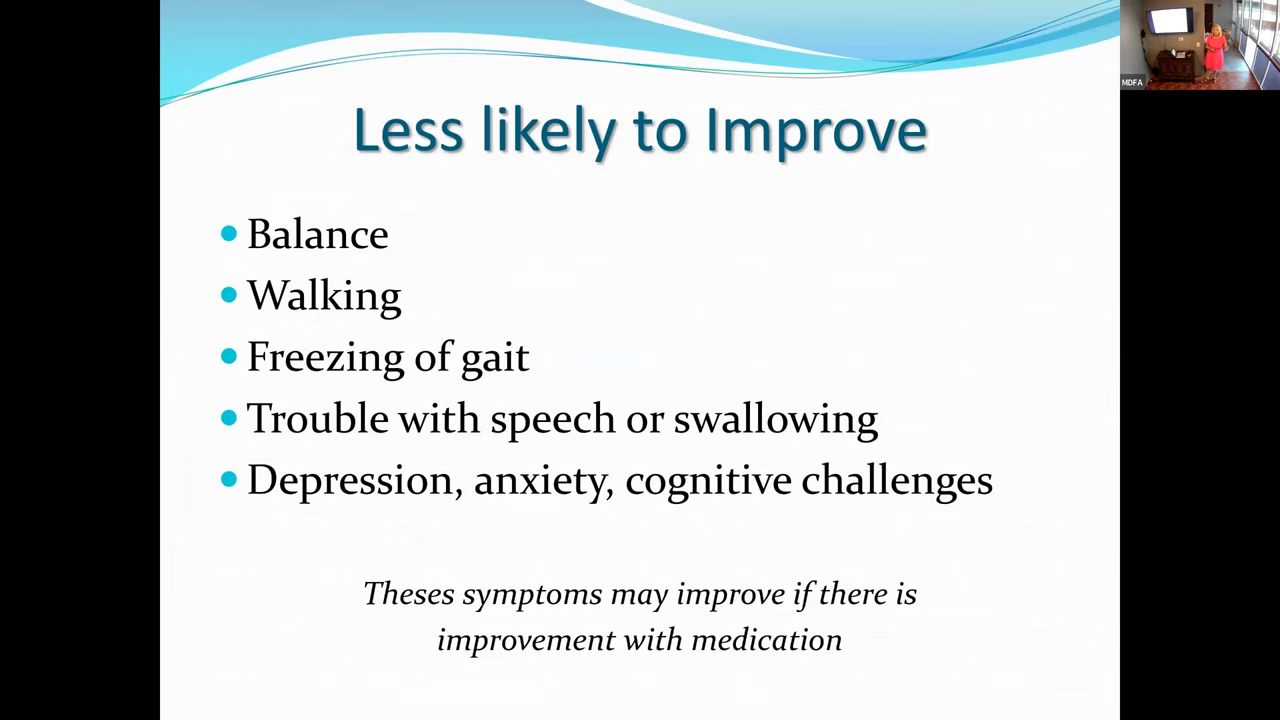 Less likely to Improve
Balance
Walking
Freezing of gait
Trouble with speech or swallowing
Depression, anxiety, cognitive challenges
Theses symptoms may improve if there is
improvement with medication
MDFA